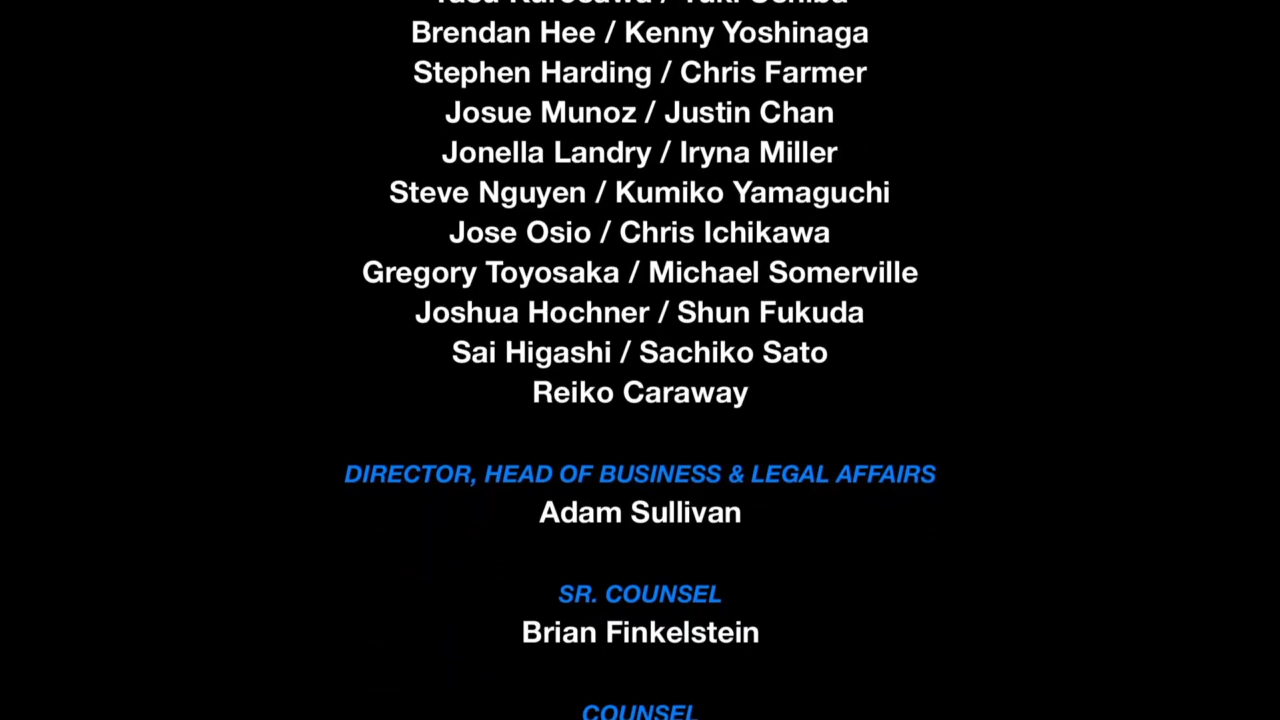 Brendan Hee / Kenny Yoshinaga
Stephen Harding / Chris Farmer
Josue Munoz / Justin Chan
Jonella Landry / Iryna Miller
Steve Nguyen / Kumiko Yamaguchi
Jose Osio / Chris Ichikawa
Gregory Toyosaka / Michael Somerville
Joshua Hochner / Shun Fukuda
Sai Higashi / Sachiko Sato
Reiko Caraway
DIRECTOR, HEAD OF BUSINESS & LEGAL AFFAIRS
Adam Sullivan
SR. COUNSEL
Brian Finkelstein
COUNSEL